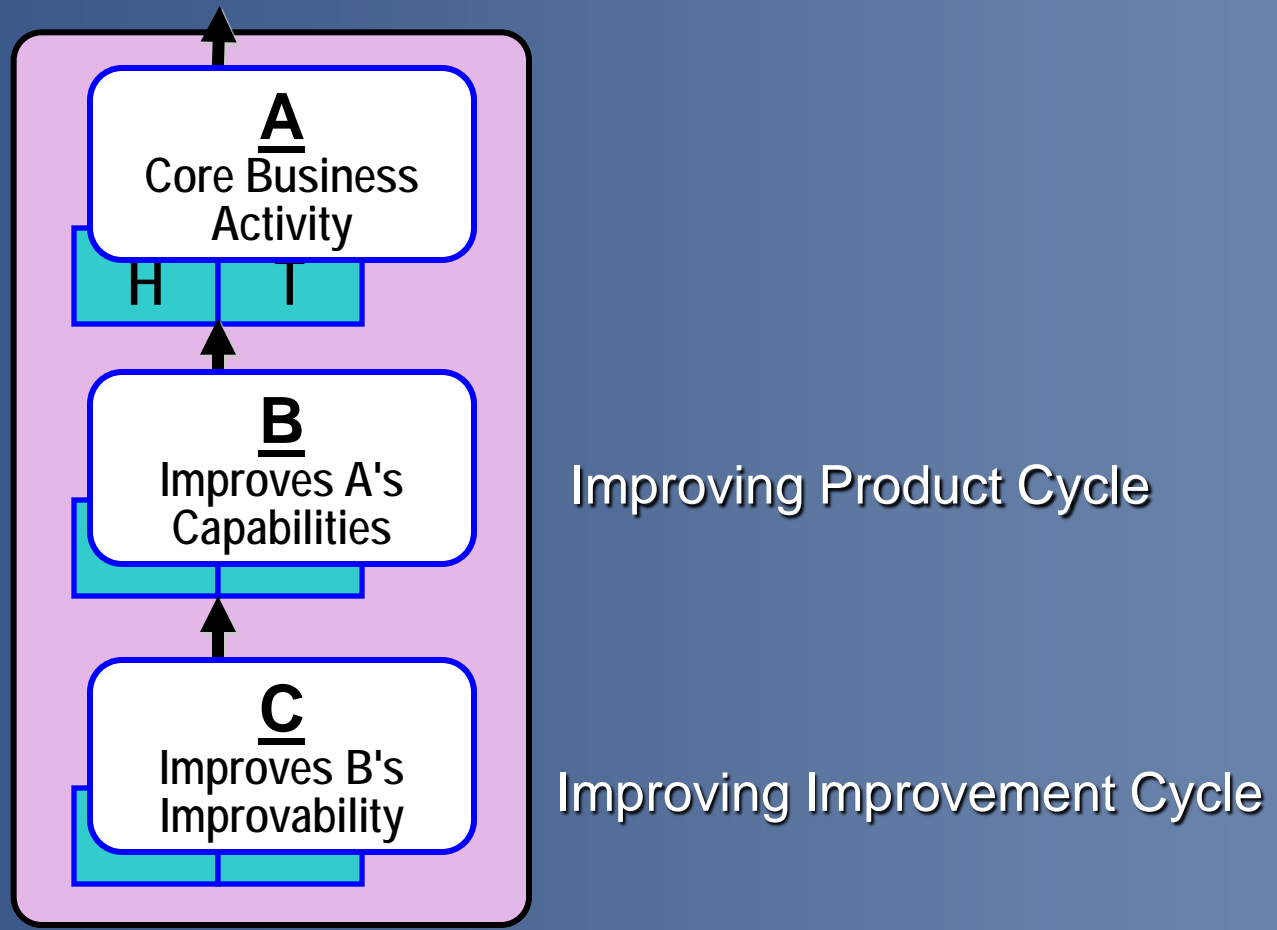 A
Core Business
Activity
H T
B
Improves A's
Capabilities
Improving Product Cycle
C
Improves B's
Improvability
Improving Improvement Cycle